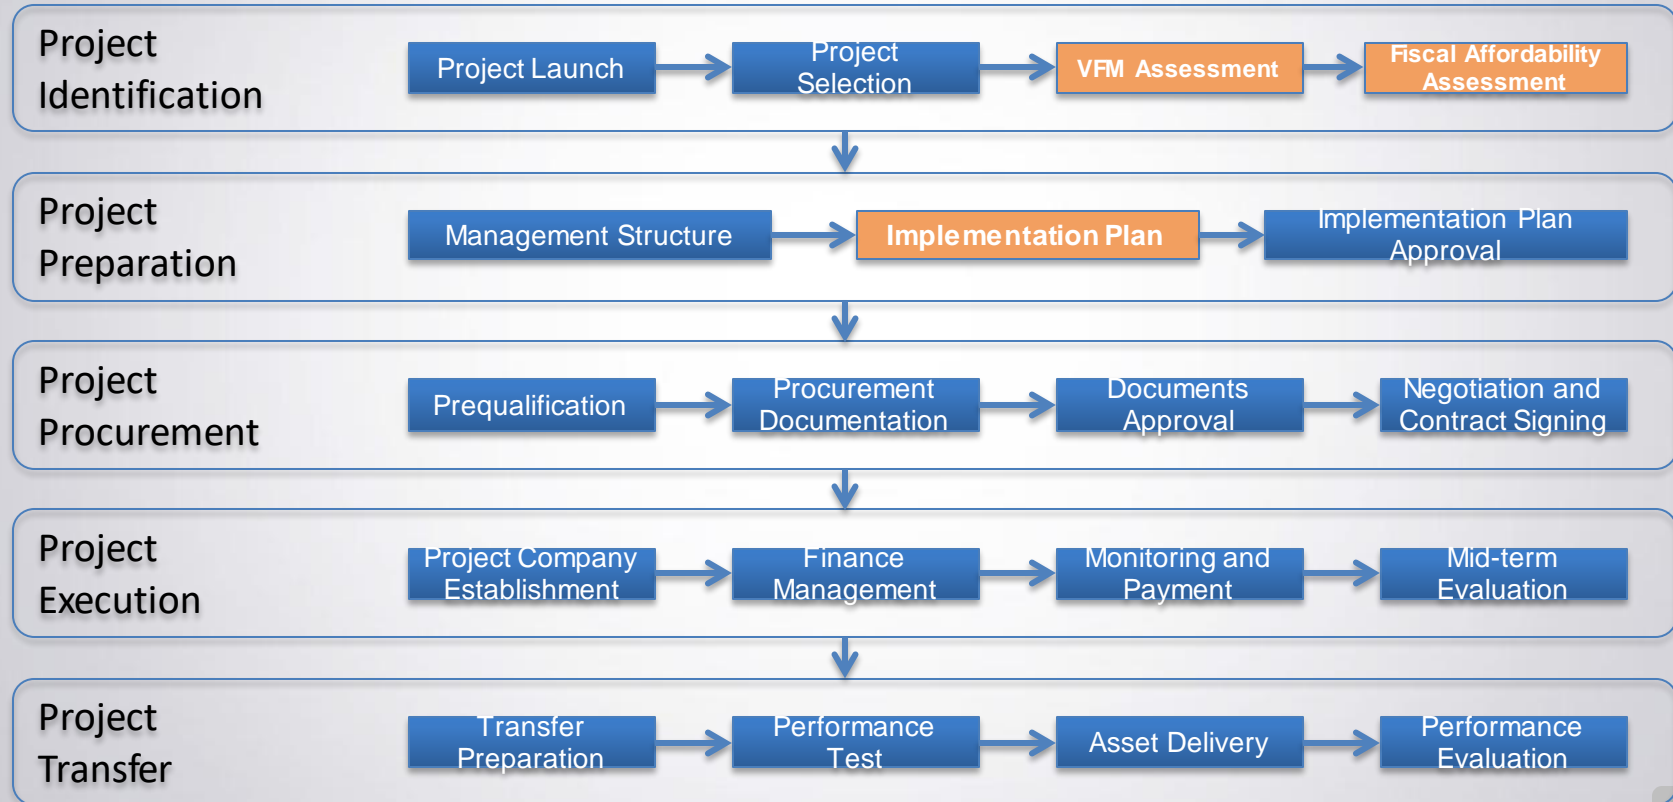 Project
Identification
Project Launch
Project
Selection
VFM Assessment
Fiscal Affordability
Assessment
Project
Preparation
Management Structure
Implementation Plan
Implementation Plan
Approval
Project
Procurement
Prequalification
Procurement
Documentation
Documents
Approval
Negotiation and
Contract Signing
Project
Execution
Project Company
Establishment
Finance
Management
Monitoring and
Payment
Mid-term
Evaluation
Project
Transfer
Transfer
Preparation
Performance
Test
Asset Delivery
Performance
Evaluation